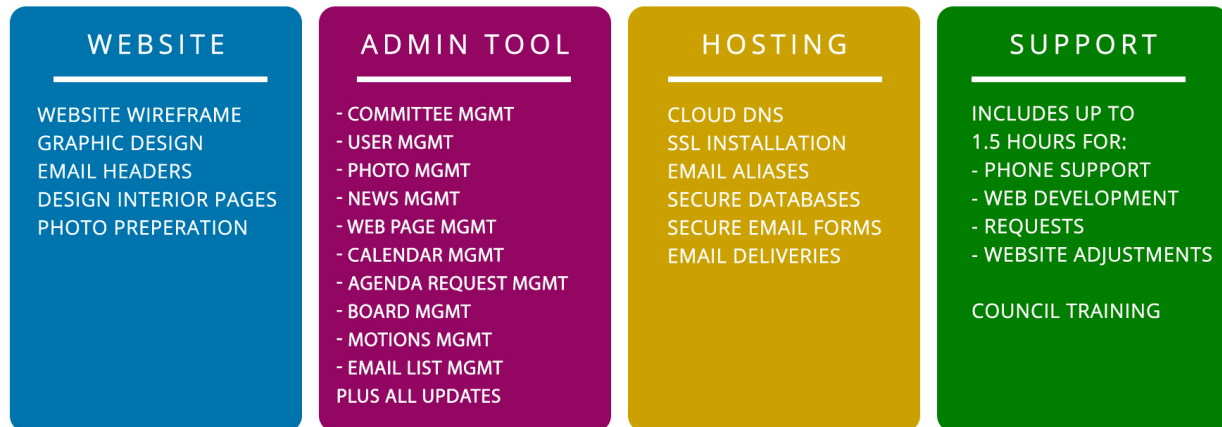 WEBSITE
WEBSITE WIREFRAME
GRAPHIC DESIGN
EMAIL HEADERS
DESIGN INTERIOR PAGES
PHOTO PREPERATION
ADMIN TOOL
- COMMITTEE MGMT
- USER MGMT
- PHOTO MGMT
- NEWS MGMT
- WEB PAGE MGMT
- CALENDAR MGMT
- AGENDA REQUEST MGMT
- BOARD MGMT
- MOTIONS MGMT
- EMAIL LIST MGMT
PLUS ALL UPDATES
HOSTING
CLOUD DNS
SSL INSTALLATION
EMAIL ALIASES
SECURE DATABASES
SECURE EMAIL FORMS
EMAIL DELIVERIES
SUPPORT
INCLUDES UP TO
1.5 HOURS FOR:
- PHONE SUPPORT
- WEB DEVELOPMENT
- REQUESTS
- WEBSITE ADJUSTMENTS
COUNCIL TRAINING